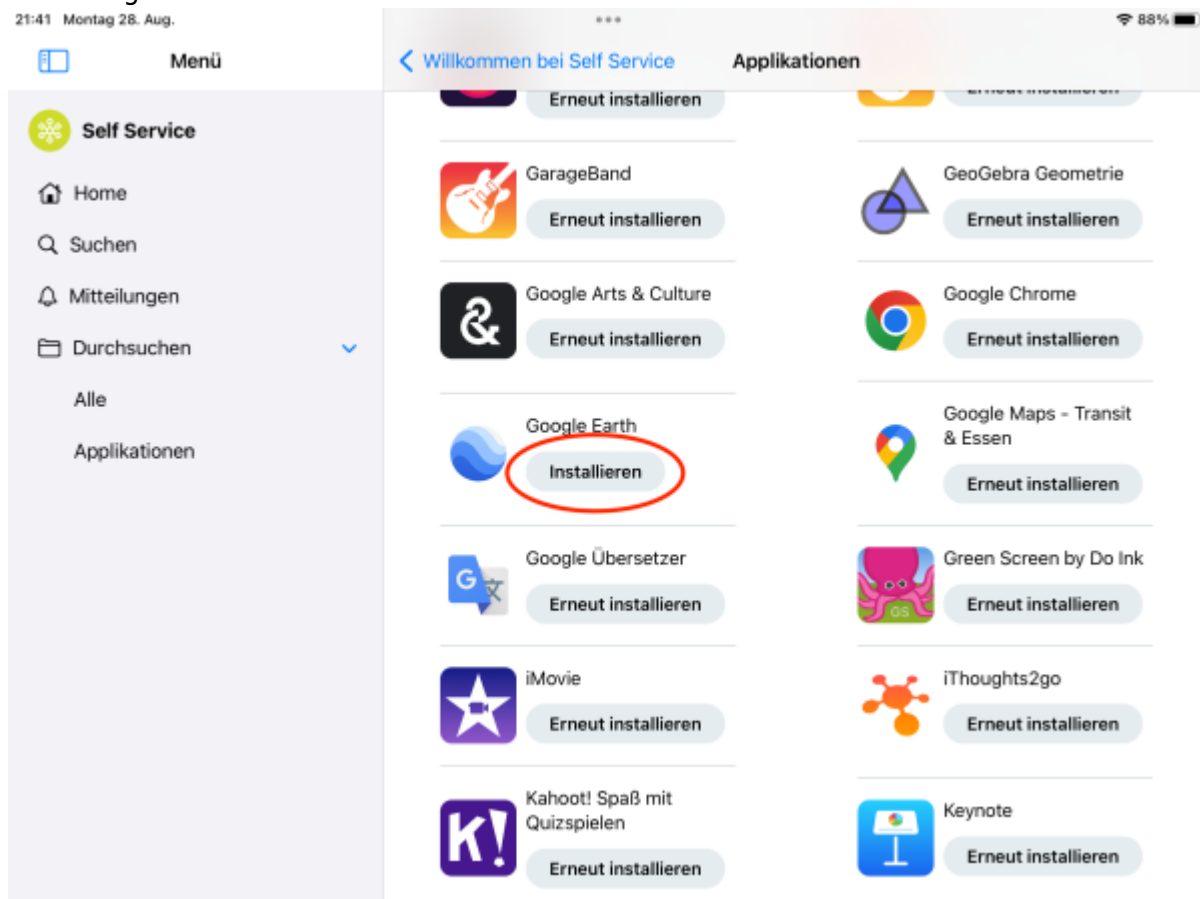 21:41 Montag 28. Aug.
88%
Menü
Willkommen bei Self Service
Applikationen
Self Service
Home
Suchen
Mitteilungen
Durchsuchen
Alle
Applikationen
Erneut installieren
GarageBand
Erneut installieren
GeoGebra Geometrie
Erneut installieren
Google Arts & Culture
Erneut installieren
&
Google Chrome
Erneut installieren
Google Earth
Installieren
Google Maps - Transit
& Essen
Erneut installieren
Google Übersetzer
Erneut installieren
G
文
Green Screen by Do Ink
Erneut installieren
GS
iMovie
Erneut installieren
iThoughts2go
Erneut installieren
Kahoot! Spaß mit
Quizspielen
Erneut installieren
K!
Keynote
Erneut installieren